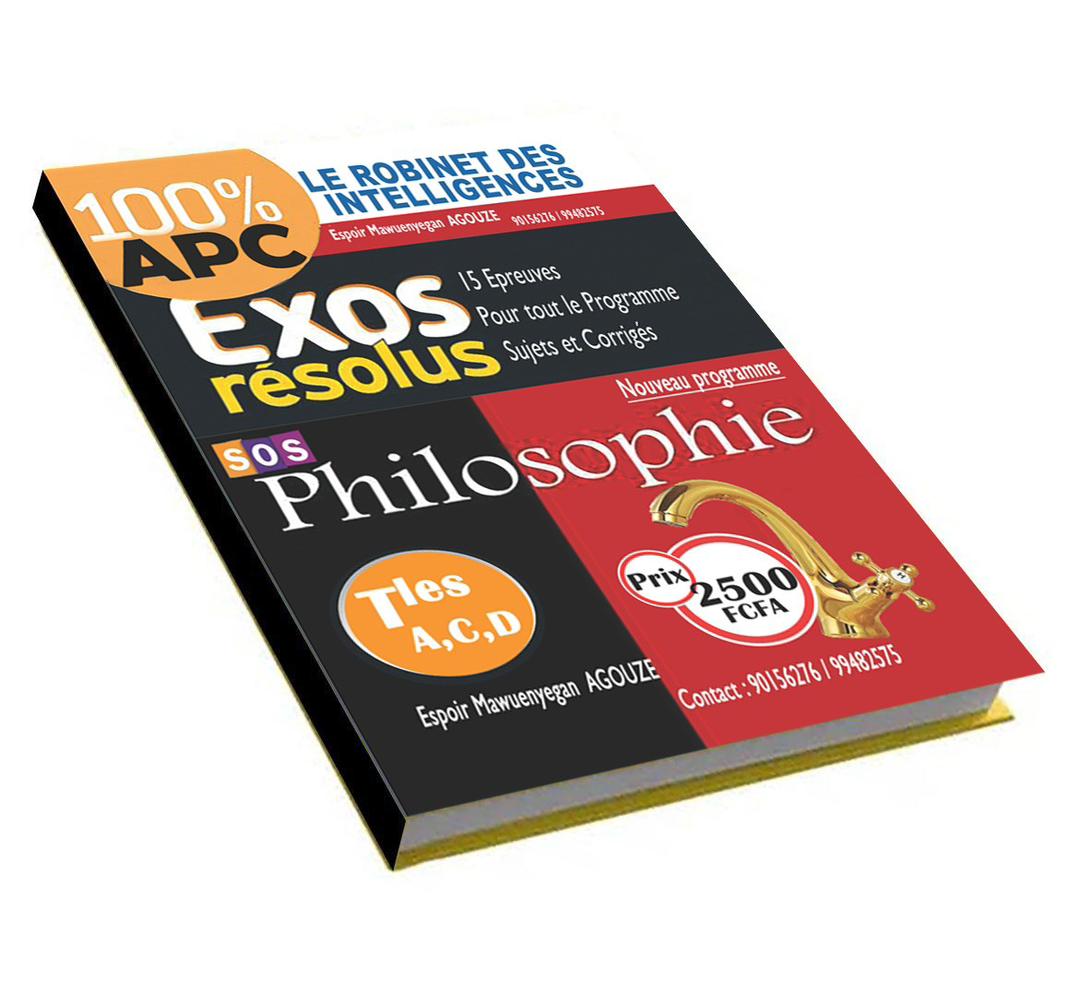 100%
APC
LE ROBINET DES
INTELLIGENCES
Espoir Mawuenyegan AGOUZE 90156276 / 99482575
Exos
résolus
15 Epreuves
Pour tout le Programme
Sujets et Corrigés
Nouveau programme
SOS
Philosophie
Tles
A,C,D
Prix
2500
FCFA
Espoir Mawuenyegan AGOUZE
Contact : 90156276 / 99482575